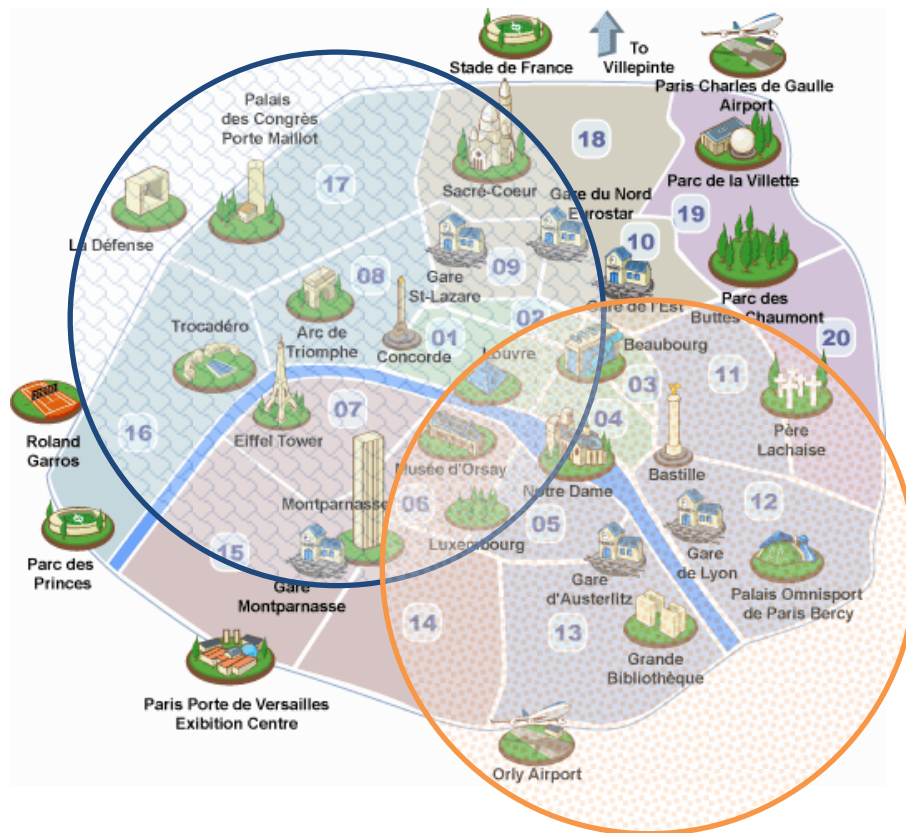 To
Villepinte
Stade de France
Paris Charles de Gaulle
Airport
Palais
des Congrès
Porte Maillot
18
17
Sacré-Coeur
Gare du Nord
Eurostar
Parc de la Villette
19
La Défense
10
08
09
Gare
St-Lazare
Gare de l'Est
Parc des
Buttes Chaumont
Trocadéro
Arc de
Triomphe
Concorde
01
02
Louvre
Beaubourg
20
03
11
07
16
Eiffel Tower
04
Roland
Garros
Musée d'Orsay
Bastille
Père
Lachaise
Notre Dame
Montparnasse
06
12
05
Luxembourg
15
Gare
de Lyon
Parc des
Princes
Gare
Montparnasse
Gare
d'Austerlitz
Palais Omnisport
de Paris Bercy
14
13
Grande
Bibliothèque
Paris Porte de Versailles
Exibition Centre
Orly Airport